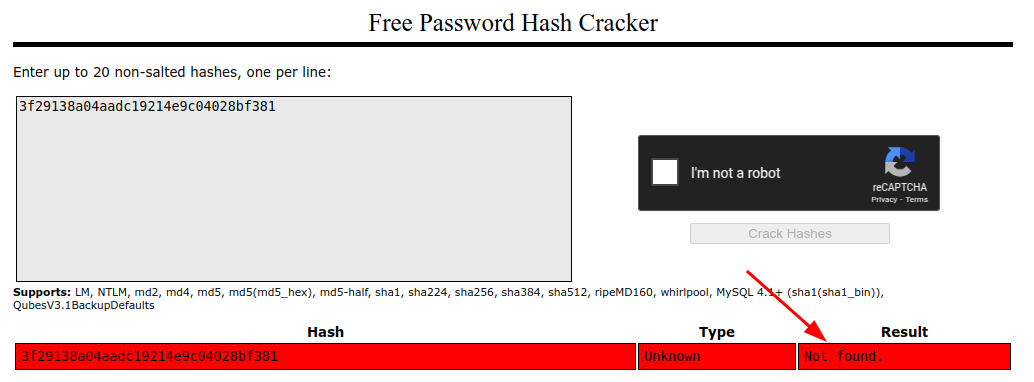 Free Password Hash Cracker
Enter up to 20 non-salted hashes, one per line:
3f29138a04aadc19214e9c04028bf381
I'm not a robot
reCAPTCHA
Privacy - Terms
Crack Hashes
Supports: LM, NTLM, md2, md4, md5, md5(md5_hex), md5-half, sha1, sha224, sha256, sha384, sha512, ripeMD160, whirlpool, MySQL 4.1+ (sha1(sha1_bin)),
QubesV3.1BackupDefaults
Hash Type Result
3f29138a04aadc19214e9c04028bf381 Unknown Not found.